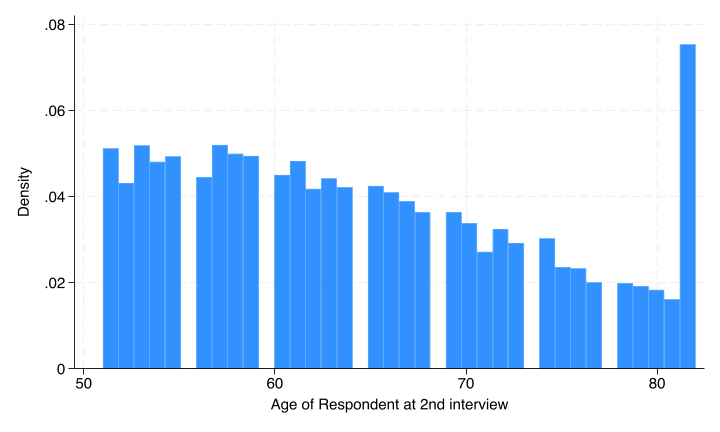 .08
.06
.04
.02
0
Density
50 60 70 80
Age of Respondent at 2nd interview